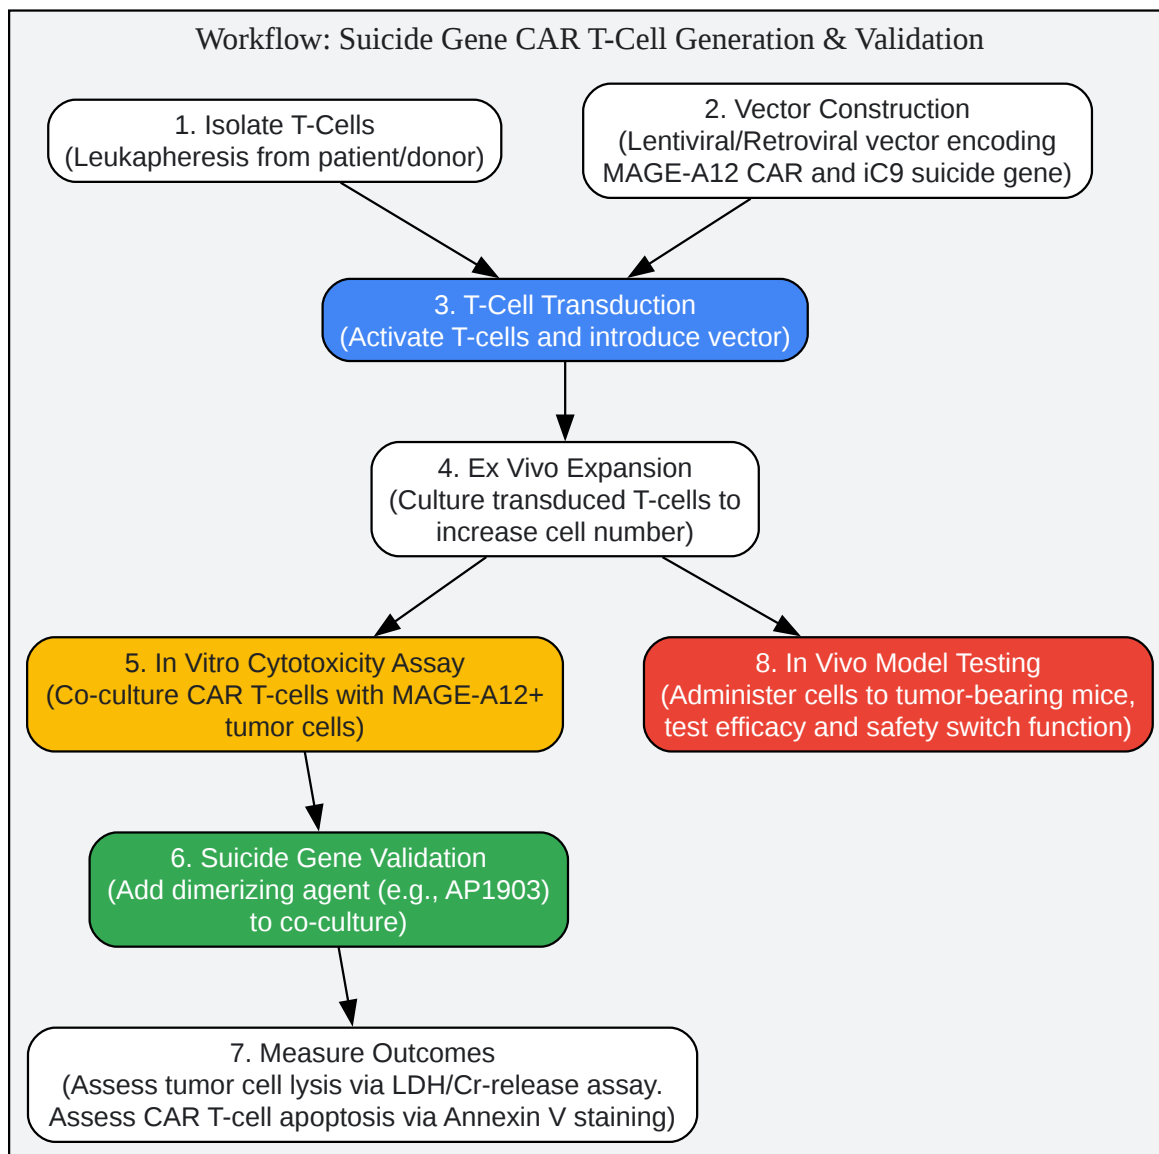 Workflow: Suicide Gene CAR T-Cell Generation & Validation
1. Isolate T-Cells
(Leukapheresis from patient/donor)
2. Vector Construction
(Lentiviral/Retroviral vector encoding
MAGE-A12 CAR and iC9 suicide gene)
3. T-Cell Transduction
(Activate T-cells and introduce vector)
4. Ex Vivo Expansion
(Culture transduced T-cells to
increase cell number)
5. In Vitro Cytotoxicity Assay
(Co-culture CAR T-cells with MAGE-A12+
tumor cells)
8. In Vivo Model Testing
(Administer cells to tumor-bearing mice,
test efficacy and safety switch function)
6. Suicide Gene Validation
(Add dimerizing agent (e.g., AP1903)
to co-culture)
7. Measure Outcomes
(Assess tumor cell lysis via LDH/Cr-release assay.
Assess CAR T-cell apoptosis via Annexin V staining)